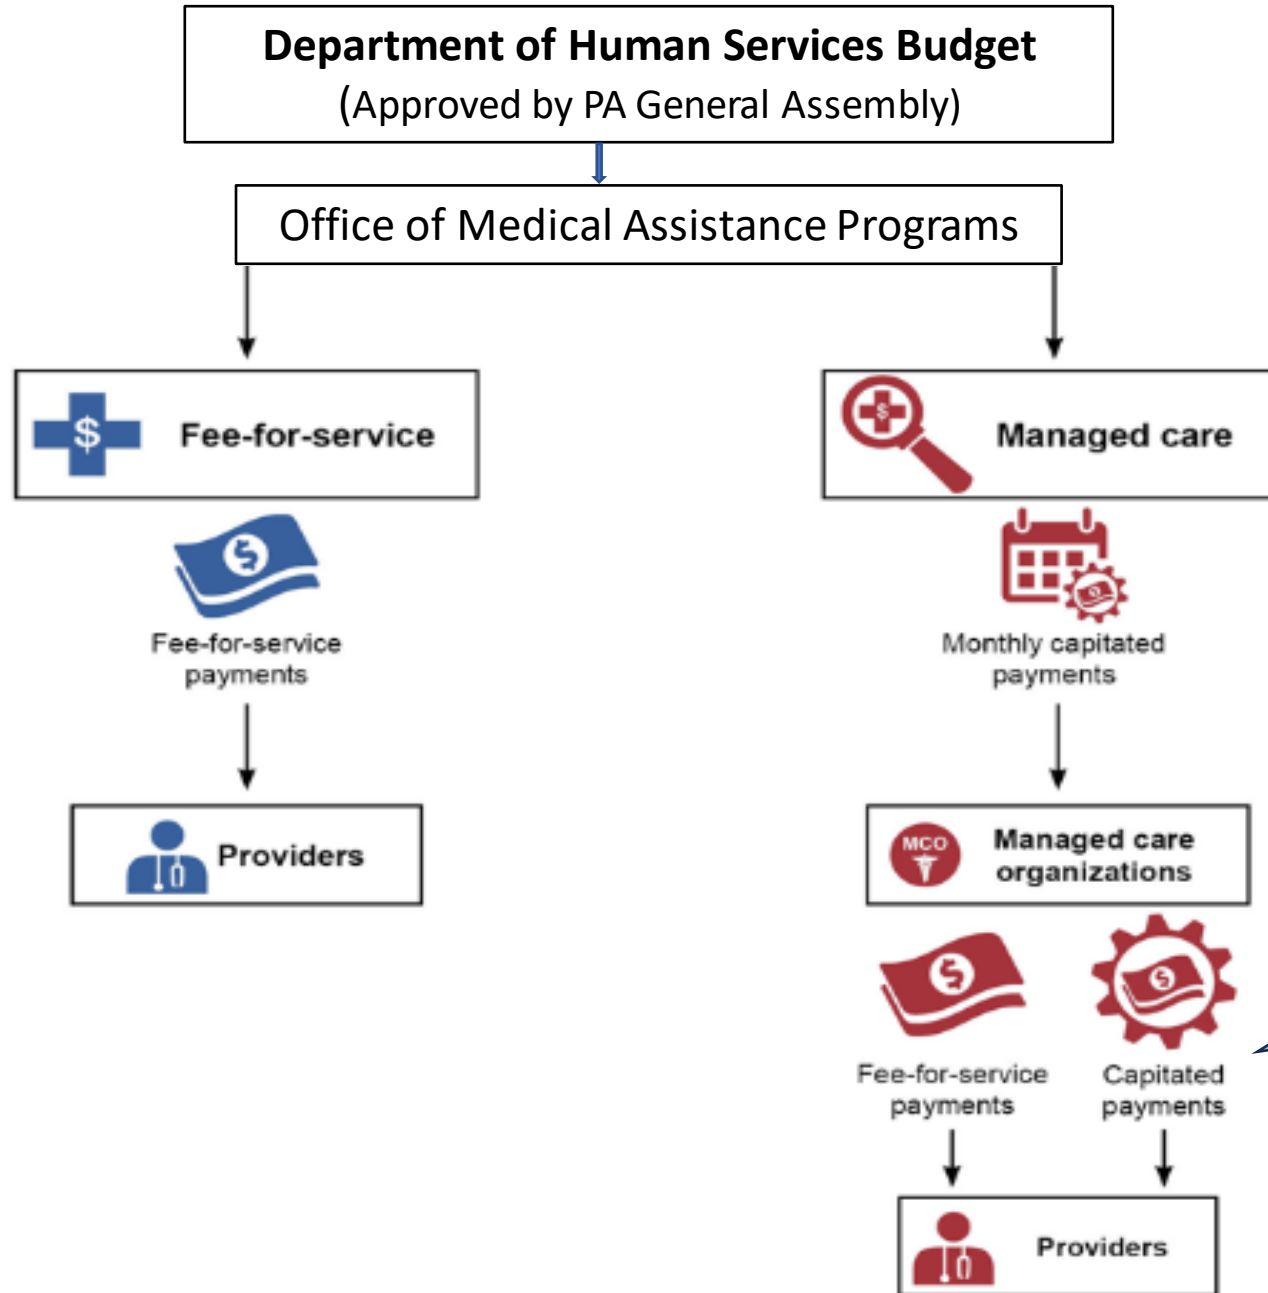 Department of Human Services Budget
(Approved by PA General Assembly)
Office of Medical Assistance Programs
$ Fee-for-service
$ Managed care
$
Fee-for-service
payments
Monthly capitated
payments
Providers
MCO
Managed care
organizations
$
$
Fee-for-service
payments
Capitated
payments
Providers